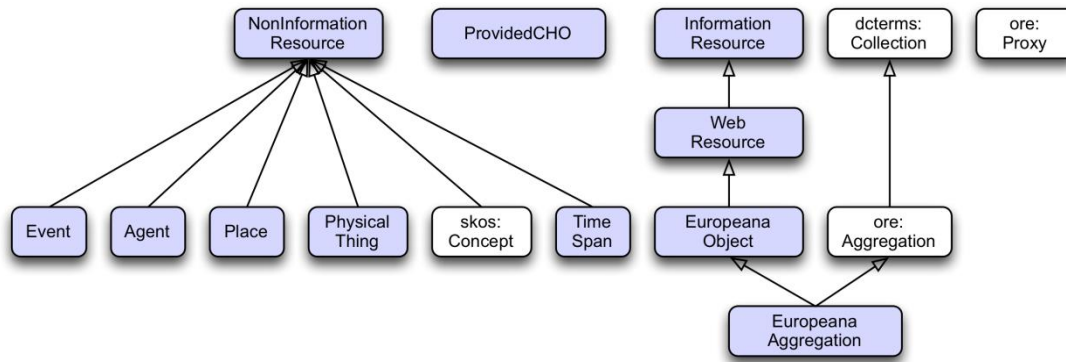 NonInformation
Resource
ProvidedCHO
Information
Resource
dcterms:
Collection
ore:
Proxy
Web
Resource
Event
Agent
Place
Physical
Thing
skos:
Concept
Time
Span
Europeana
Object
ore:
Aggregation
Europeana
Aggregation